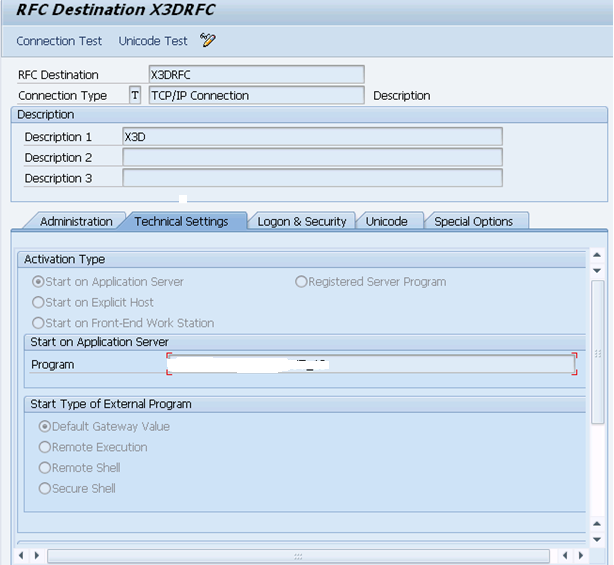 RFC Destination X3DRFC
Connection Test Unicode Test
RFC Destination X3DRFC
Connection Type T TCP/IP Connection Description
Description
Description 1 X3D
Description 2
Description 3
Administration Technical Settings Logon & Security Unicode Special Options
Activation Type
Start on Application Server Registered Server Program
Start on Explicit Host
Start on Front-End Work Station
Start on Application Server
Program
Start Type of External Program
Default Gateway Value
Remote Execution
Remote Shell
Secure Shell